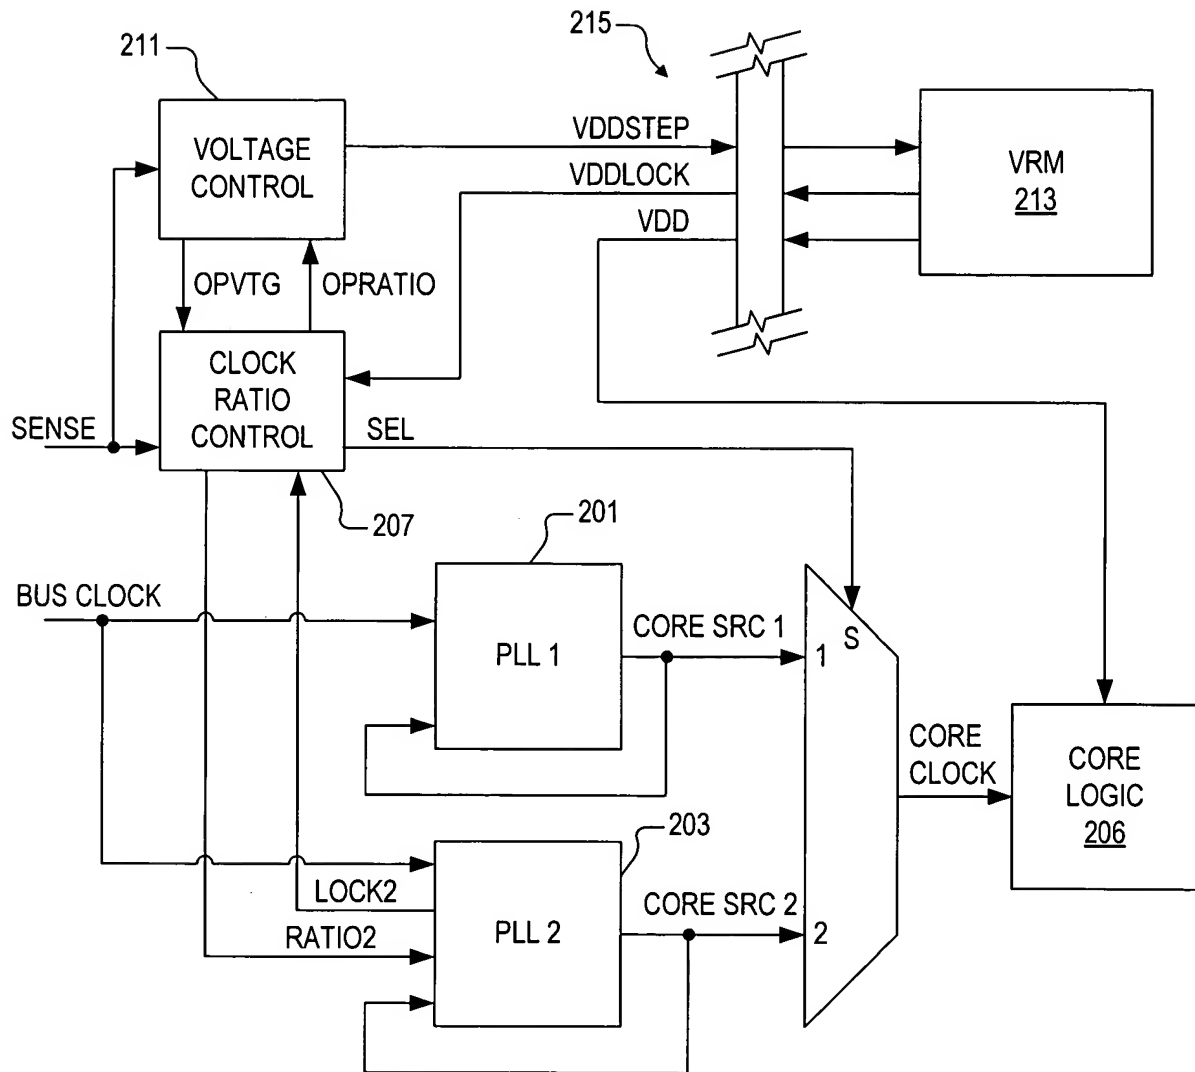 211
215
VOLTAGE
CONTROL
VDDSTEP
VDDLOCK
VDD
VRM
213
OPVTG
OPRATIO
CLOCK
RATIO
CONTROL
SENSE
SEL
207
201
BUS CLOCK
PLL 1
CORE SRC 1
1
S
CORE
CLOCK
CORE
LOGIC
206
203
LOCK2
RATIO2
PLL 2
CORE SRC 2
2